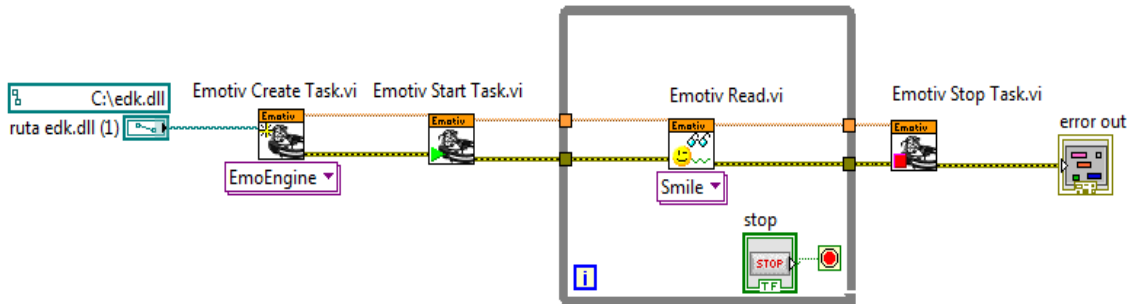 C:\edk.dll
ruta edk.dll (1)
Emotiv Create Task.vi
Emotiv
EmoEngine
Emotiv Start Task.vi
Emotiv
Emotiv Read.vi
Emotiv
Smile
stop
STOP
TF
i
Emotiv Stop Task.vi
Emotiv
error out